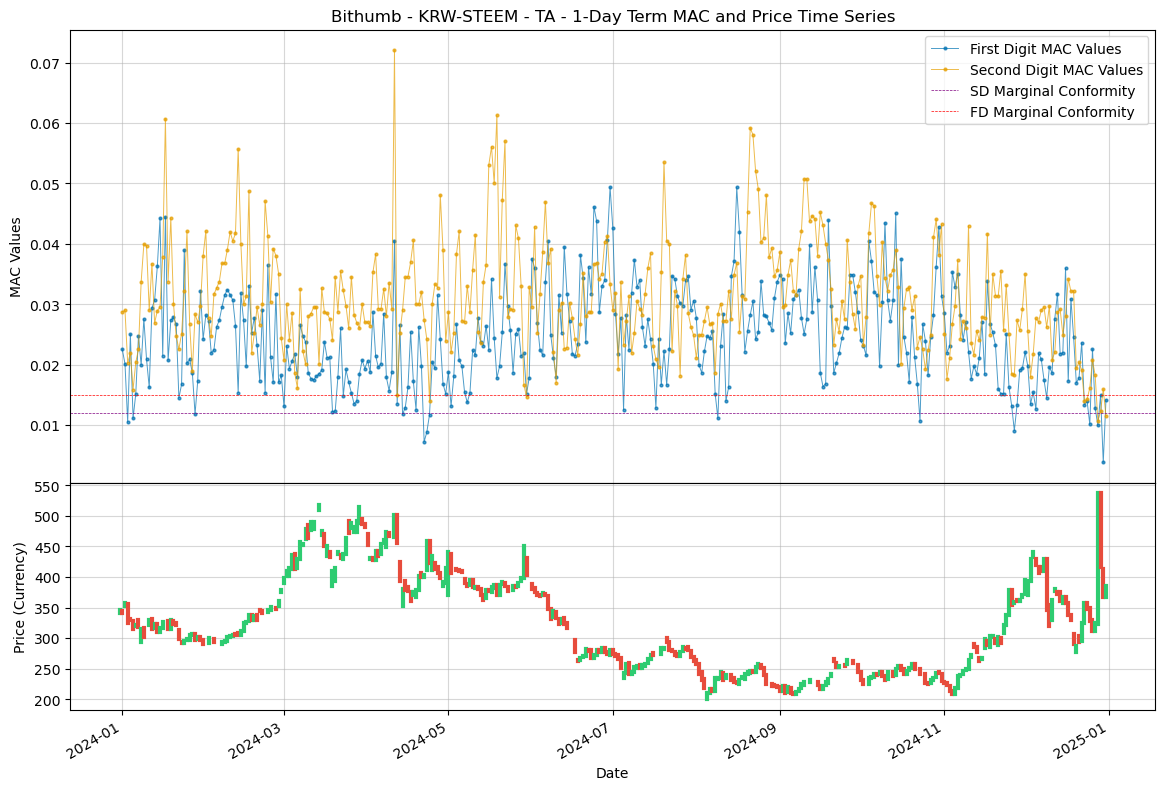 Bithumb - KRW-STEEM - TA - 1-Day Term MAC and Price Time Series
First Digit MAC Values
Second Digit MAC Values
SD Marginal Conformity
FD Marginal Conformity
MAC Values
0.07
0.06
0.05
0.04
0.03
0.02
0.01
Price (Currency)
550
500
450
400
350
300
250
200
2024-01
2024-03
2024-05
2024-07
2024-09
2024-11
2025-01
Date